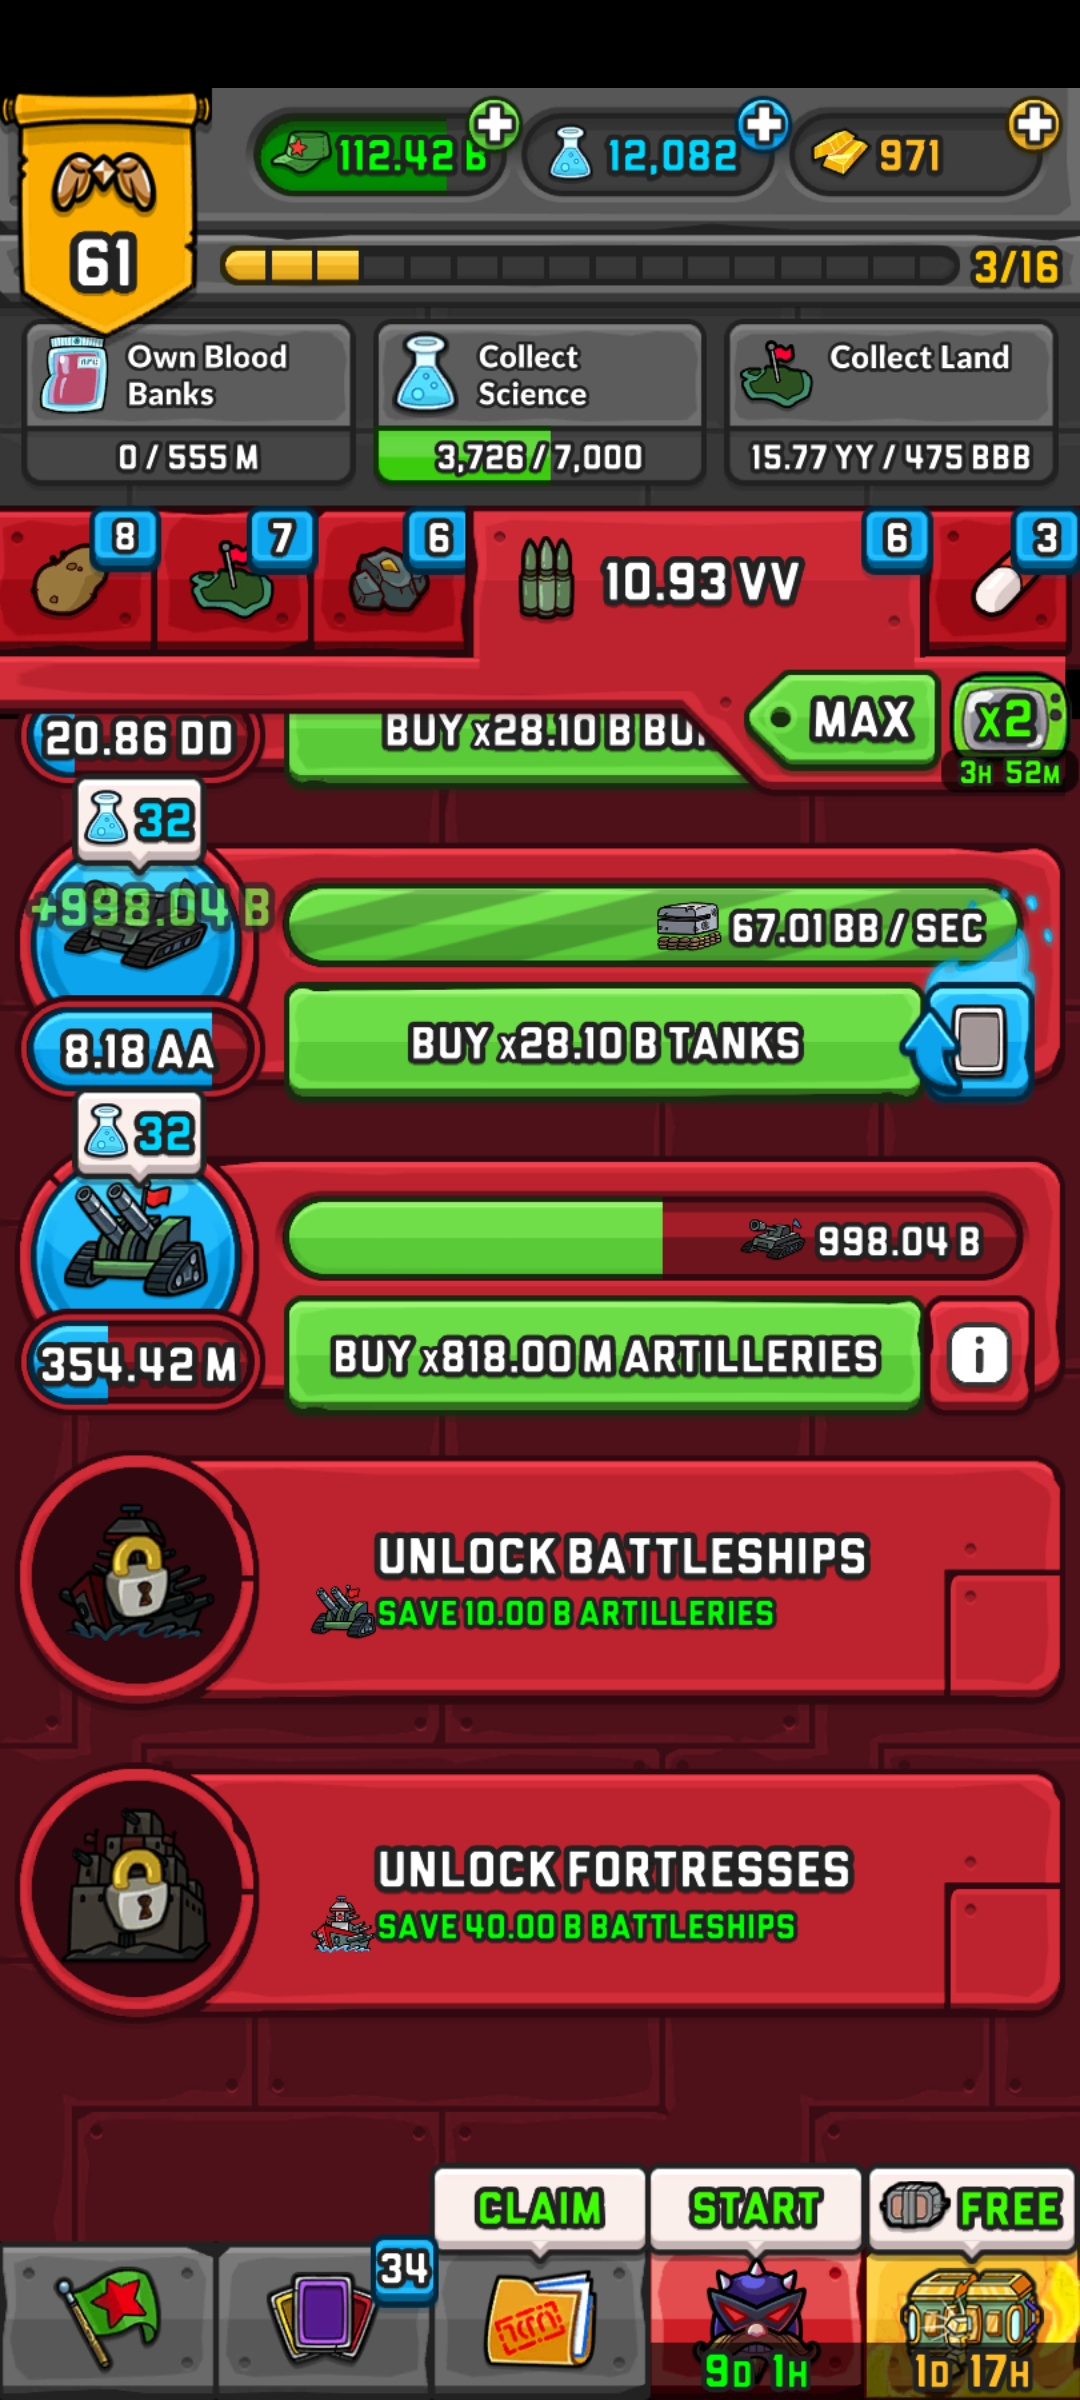 112.42 B
12,082
971
61
3/16
Own Blood
Banks
0 / 555 M
Collect
Science
3,726 / 7,000
Collect Land
15.77 YY / 475 BBB
8
7
6
10.93 VV
6
3
MAX
x2
3H 52M
20.86 DD
BUY x28.10 B
32
+998.04 B
67.01 BB / SEC
8.18 AA
BUY x28.10 B TANKS
32
998.04 B
354.42 M
BUY x818.00 M ARTILLERIES
i
UNLOCK BATTLESHIPS
SAVE 10.00 B ARTILLERIES
UNLOCK FORTRESSES
SAVE 40.00 B BATTLESHIPS
CLAIM
START
FREE
34
9D 1H
1D 17H